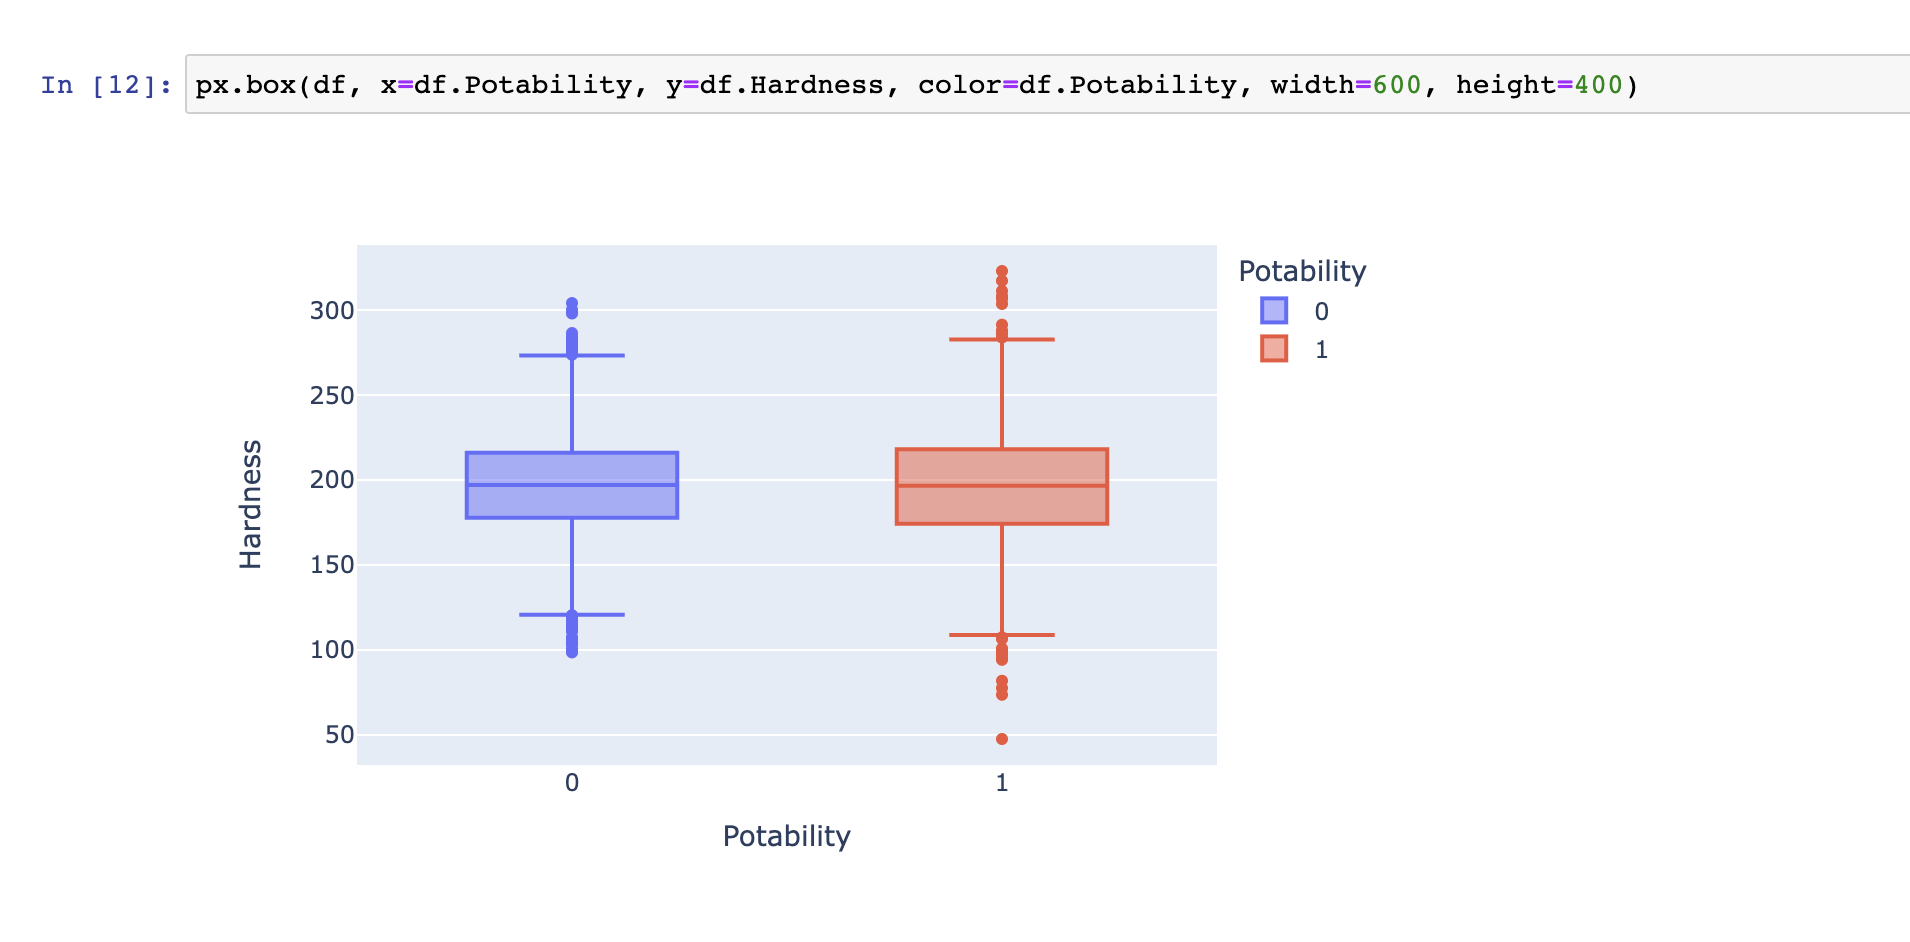 In [12]: px.box(df, x=df.Potability, y=df.Hardness, color=df.Potability, width=600, height=400)
Potability
0
1
300
250
200
150
100
50
Hardness
0 1
Potability